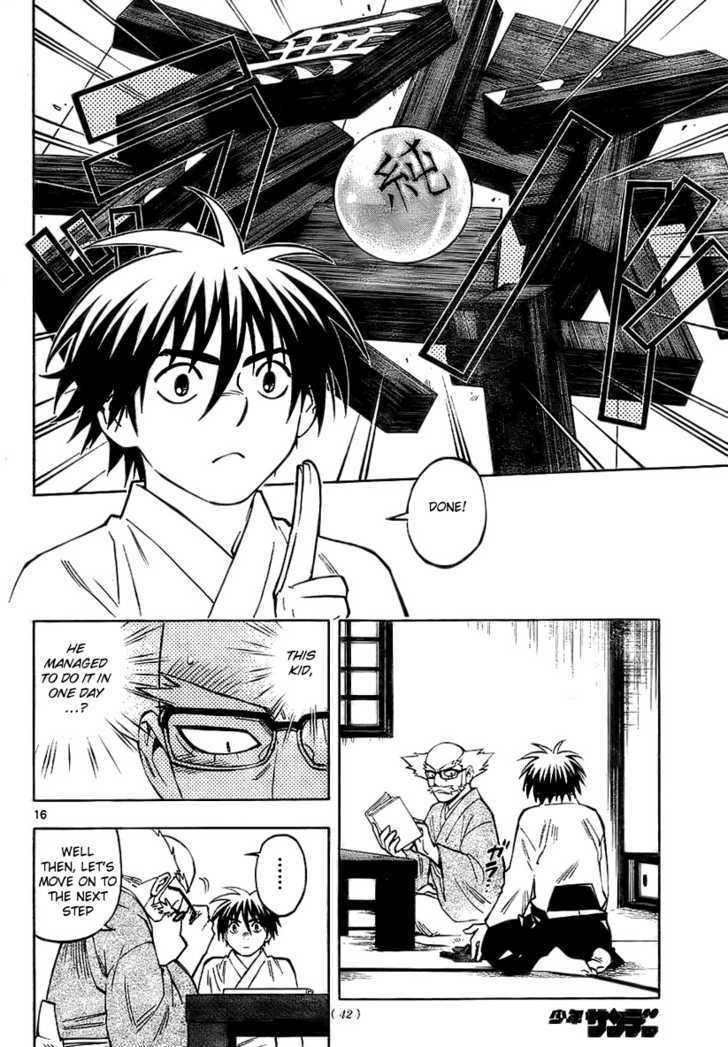 純
DONE!
THIS
KID,
HE
MANAGED
TO DO IT IN
ONE DAY
...?
16
ガラ
......
WELL
THEN, LET'S
MOVE ON TO
THE NEXT
STEP
( 42 )
少年サンデー